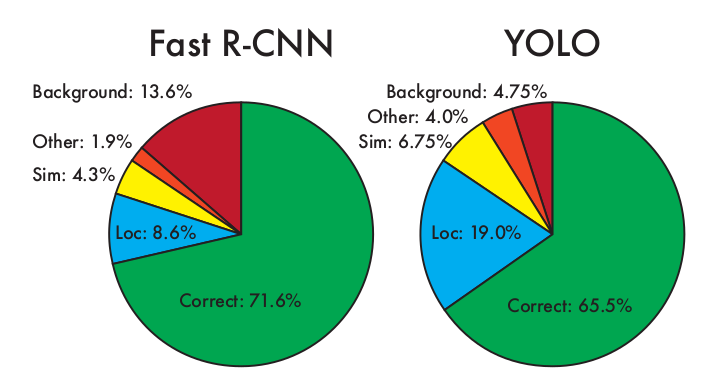 Fast R-CNN
Background: 13.6%
Other: 1.9%
Sim: 4.3%
Loc: 8.6%
Correct: 71.6%
YOLO
Background: 4.75%
Other: 4.0%
Sim: 6.75%
Loc: 19.0%
Correct: 65.5%